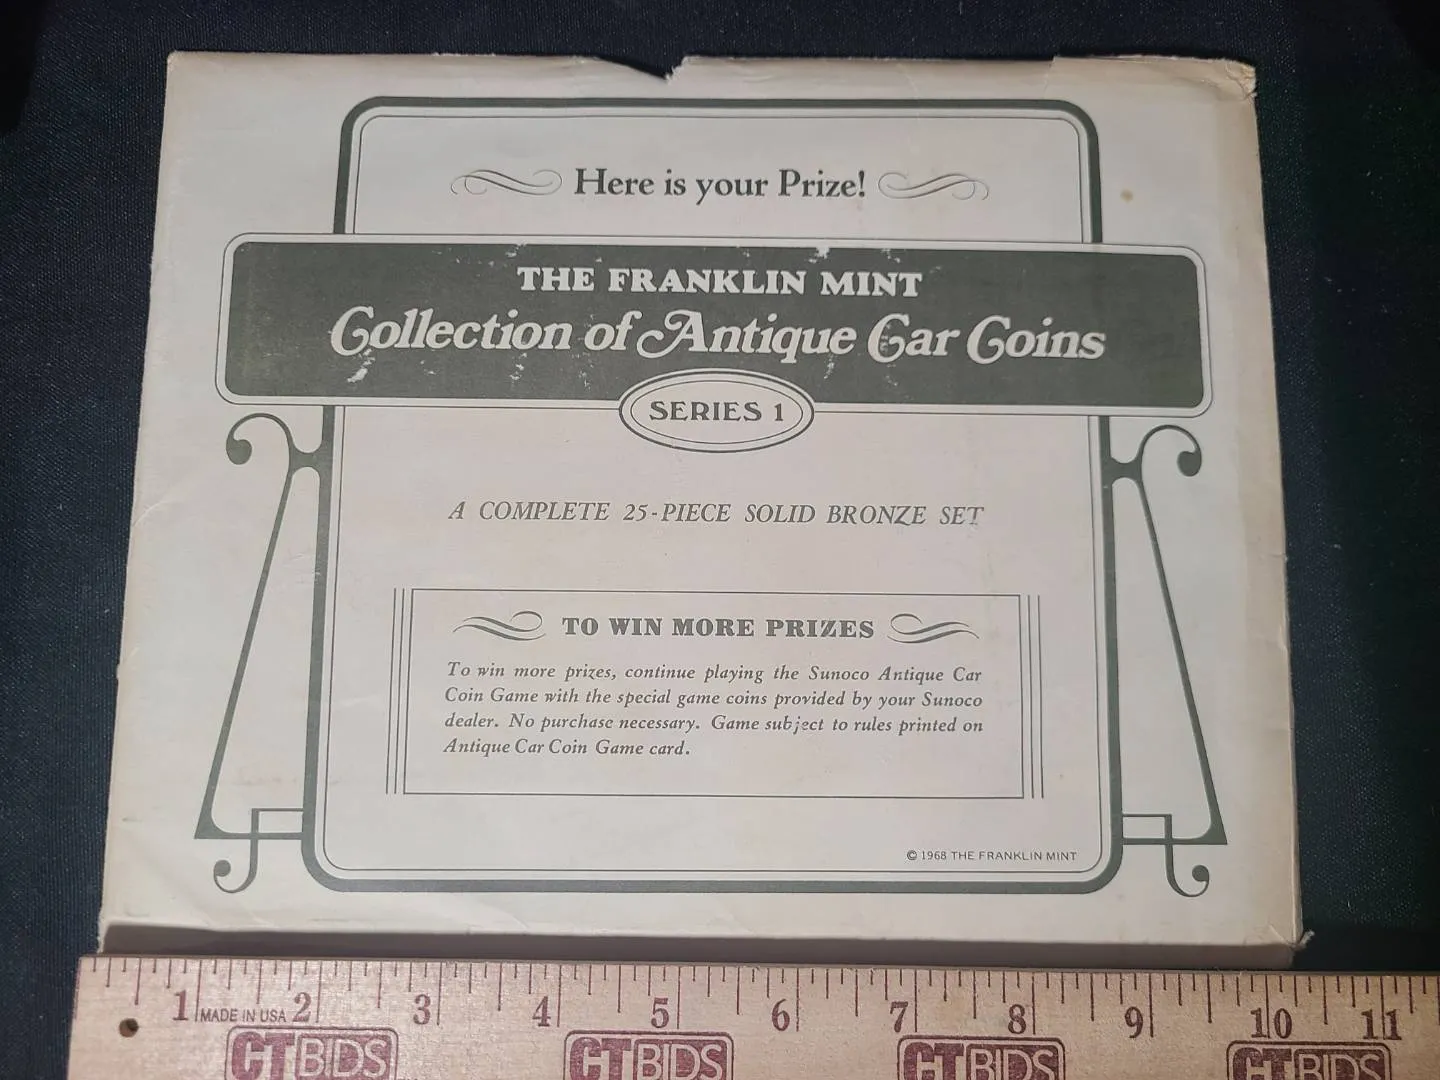 Here is your Prize!
THE FRANKLIN MINT
Collection of Antique Car Coins
SERIES 1
A COMPLETE 25-PIECE SOLID BRONZE SET
TO WIN MORE PRIZES
To win more prizes, continue playing the Sunoco Antique Car
Coin Game with the special game coins provided by your Sunoco
dealer. No purchase necessary. Game subject to rules printed on
Antique Car Coin Game card.
© 1968 THE FRANKLIN MINT
1 MADE IN USA 2 3 4 5 6 7 8 9 10 11
CTBIDS CTBIDS CTBIDS CTBIDS